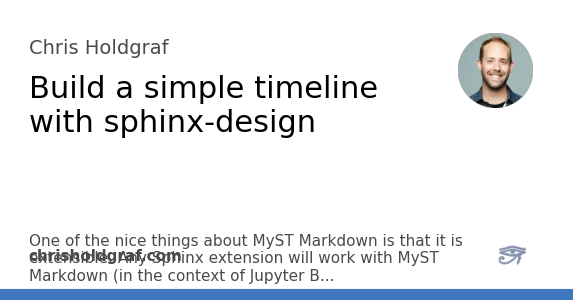 Chris Holdgraf
Build a simple timeline
with sphinx-design
One of the nice things about MyST Markdown is that it is
chrisholdgraf.com
extensible. Any Sphinx extension will work with MyST
Markdown (in the context of Jupyter B...